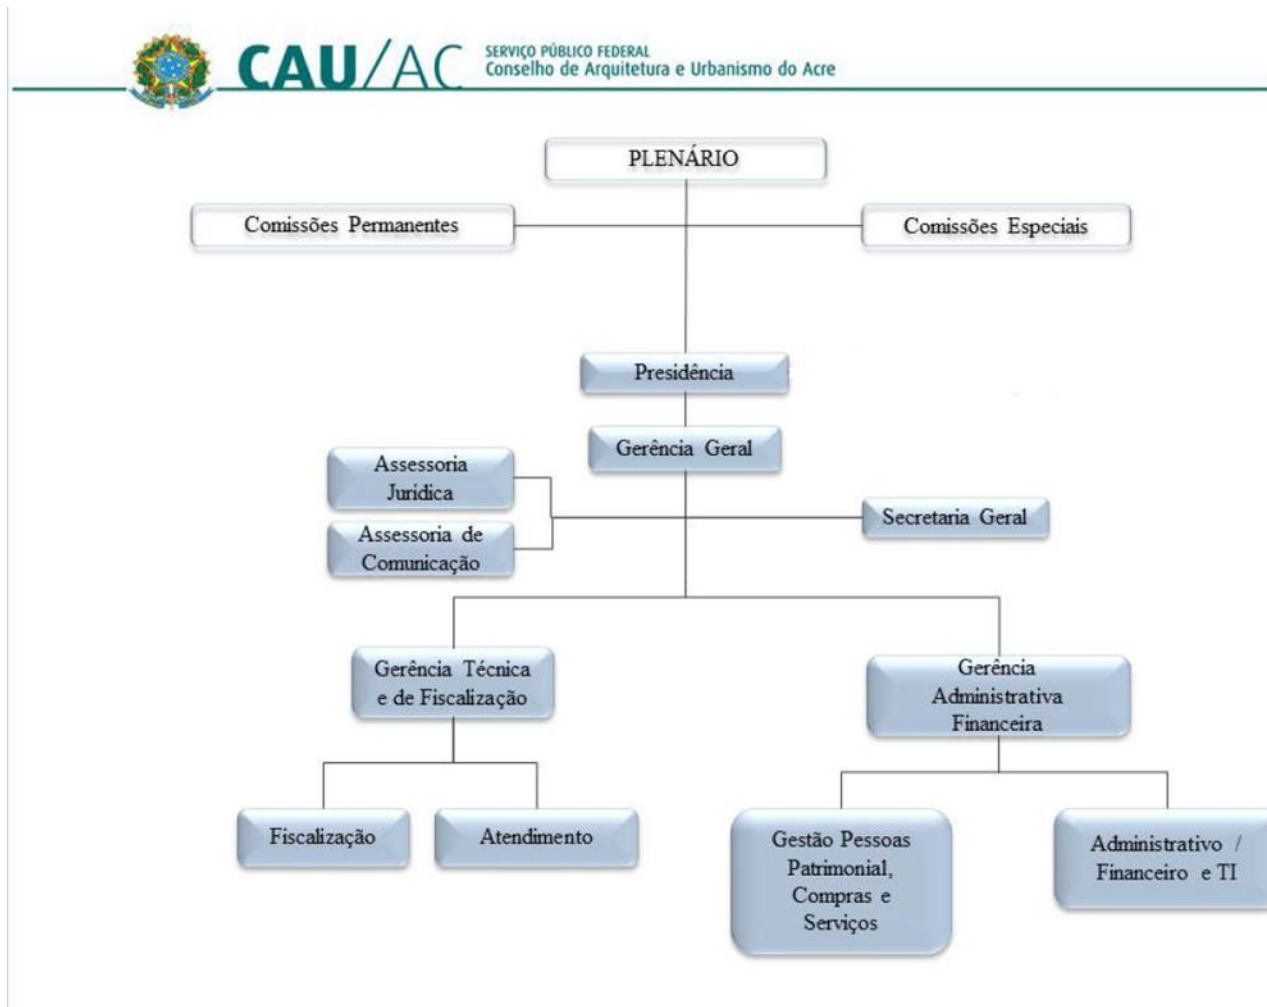 CAU/AC
SERVIÇO PÚBLICO FEDERAL
Conselho de Arquitetura e Urbanismo do Acre
PLENÁRIO
Comissões Permanentes
Comissões Especiais
Presidência
Gerência Geral
Assessoria
Jurídica
Secretaria Geral
Assessoria de
Comunicação
Gerência Técnica
e de Fiscalização
Gerência
Administrativa
Financeira
Fiscalização
Atendimento
Gestão Pessoas
Patrimonial,
Compras e
Serviços
Administrativo /
Financeiro e TI